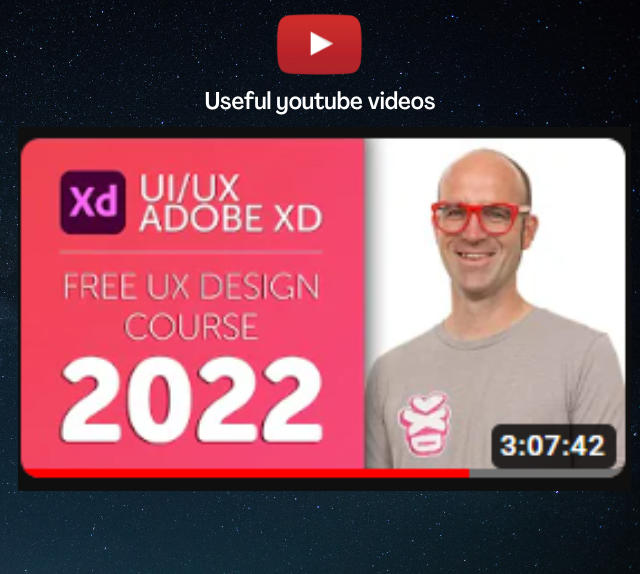 Useful youtube videos
Xd
UI/UX
ADOBE XD
FREE UX DESIGN
COURSE
2022
3:07:42